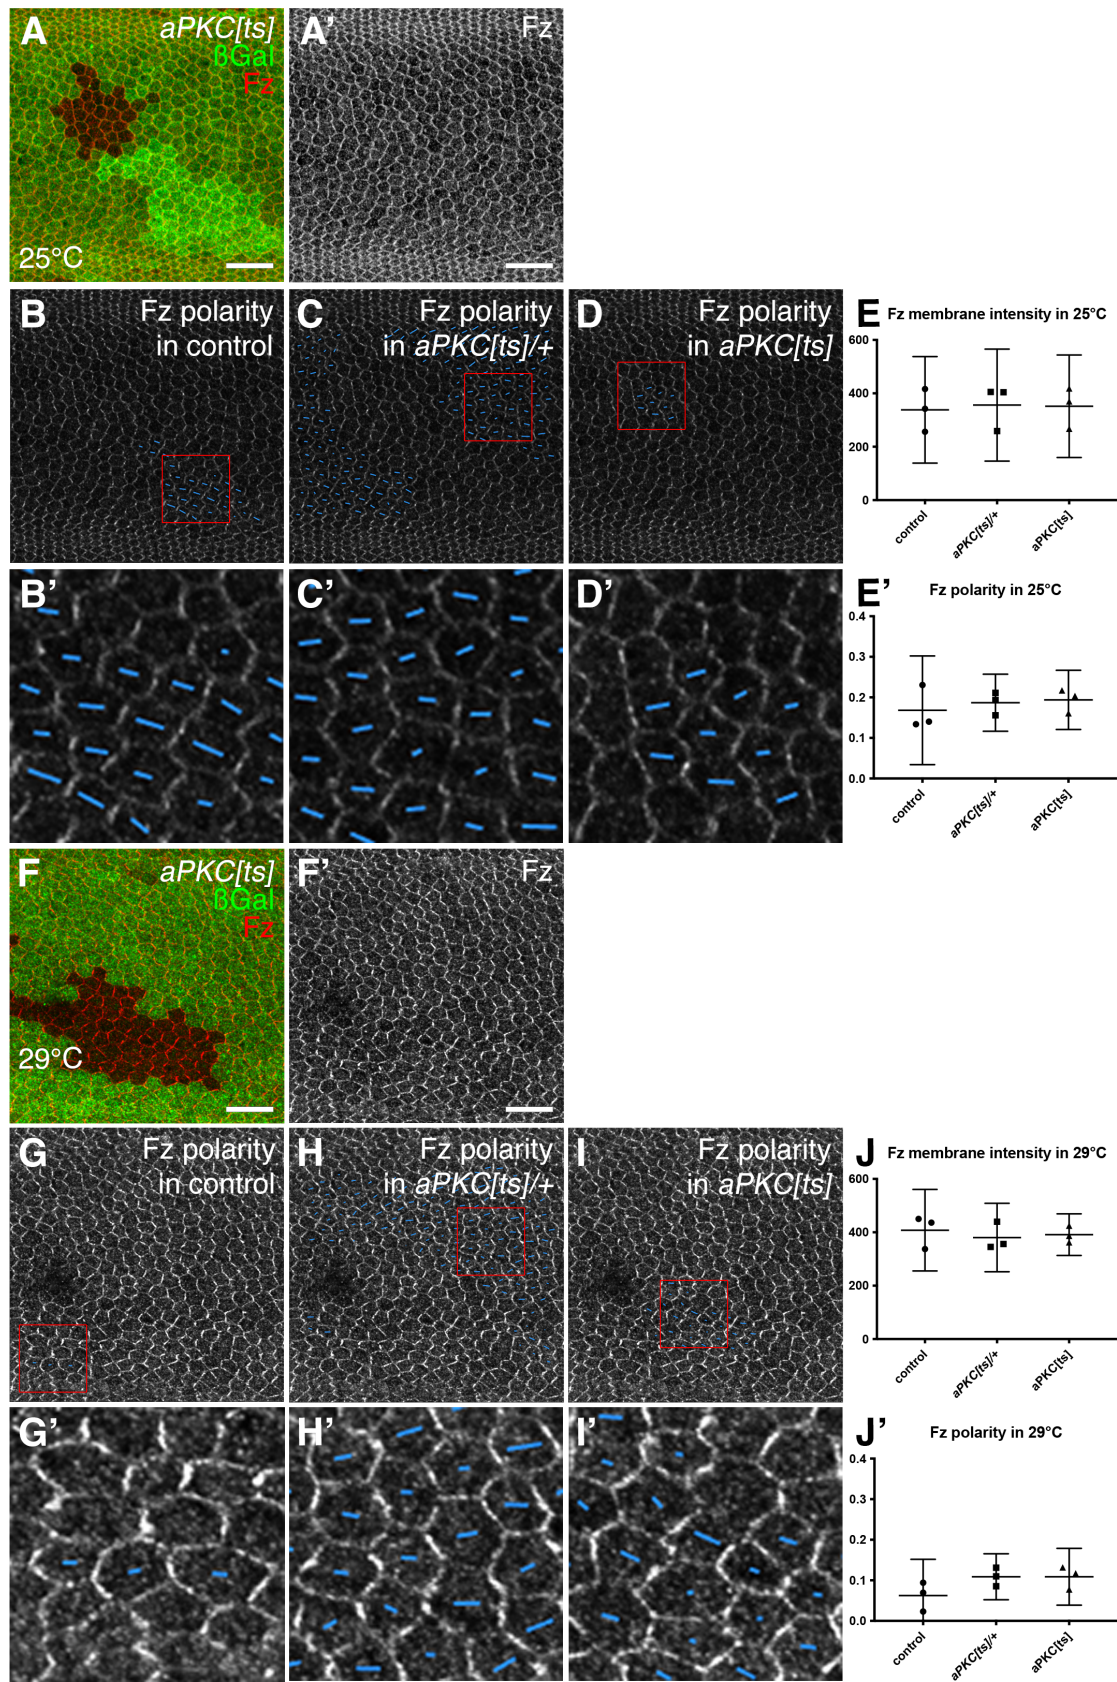 A
aPKC[ts]
ßGal
Fz
25°C
A’
Fz
B
Fz polarity
in control
C
Fz polarity
in aPKC[ts]/+
D
Fz polarity
in aPKC[ts]
E
Fz membrane intensity in 25°C
600
400
200
0
control
aPKC[ts]/+
aPKC[ts]
B’
C’
D’
E’
Fz polarity in 25°C
0.4
0.3
0.2
0.1
0.0
control
aPKC[ts]/+
aPKC[ts]
F
aPKC[ts]
ßGal
Fz
29°C
F’
Fz
G
Fz polarity
in control
H
Fz polarity
in aPKC[ts]/+
I
Fz polarity
in aPKC[ts]
J
Fz membrane intensity in 29°C
600
400
200
0
control
aPKC[ts]/+
aPKC[ts]
G’
H’
I’
J’
Fz polarity in 29°C
0.4
0.3
0.2
0.1
0.0
control
aPKC[ts]/+
aPKC[ts]